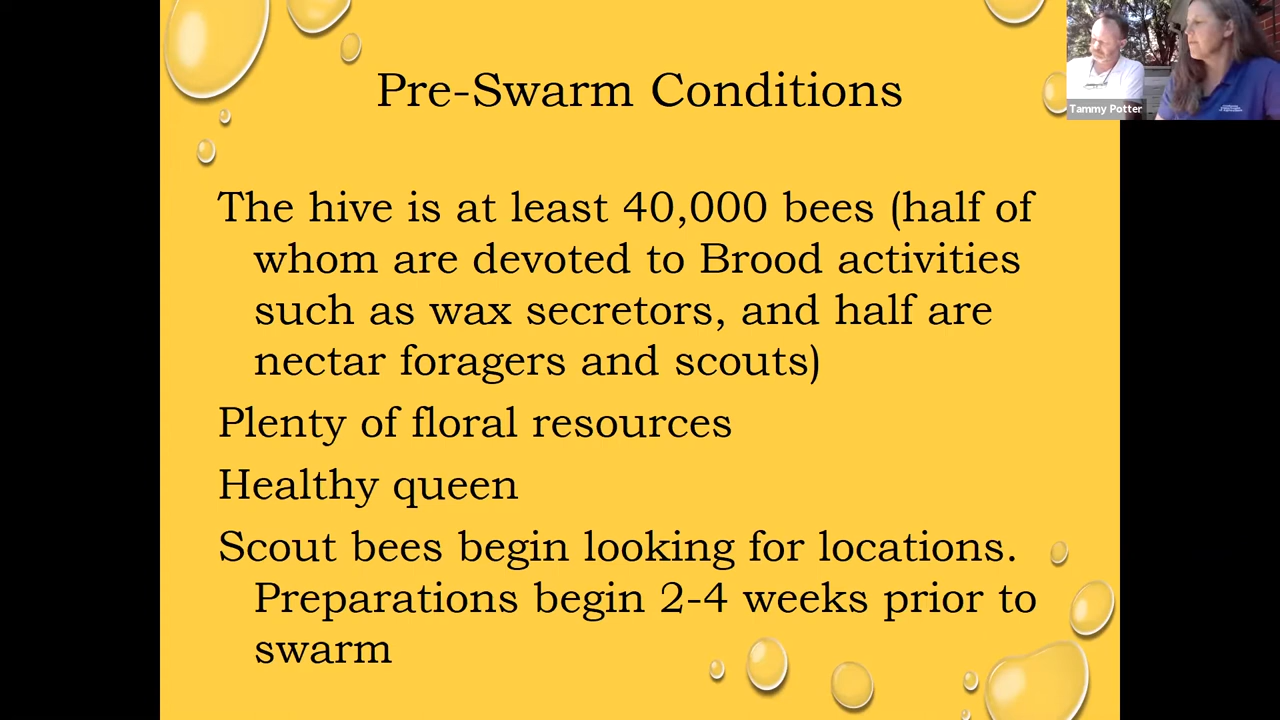 Pre-Swarm Conditions
Tammy Potter
The hive is at least 40,000 bees (half of
whom are devoted to Brood activities
such as wax secretors, and half are
nectar foragers and scouts)
Plenty of floral resources
Healthy queen
Scout bees begin looking for locations.
Preparations begin 2-4 weeks prior to
swarm